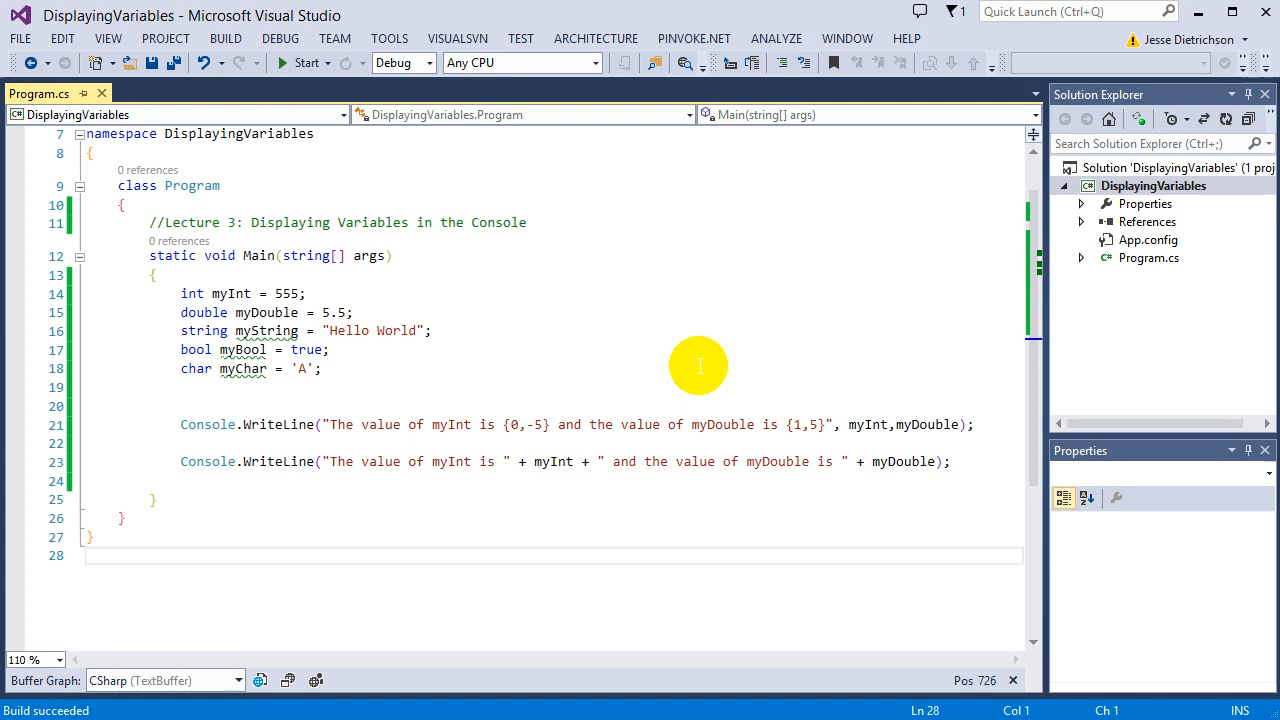 DisplayingVariables - Microsoft Visual Studio
1
Quick Launch (Ctrl+Q)
FILE EDIT VIEW PROJECT BUILD DEBUG TEAM TOOLS VISUALSVN TEST ARCHITECTURE PINVOKE.NET ANALYZE WINDOW HELP
Jesse Dietrichson
Start
Debug
Any CPU
Program.cs
DisplayingVariables
DisplayingVariables.Program
Main(string[] args)
7 namespace DisplayingVariables
8 {
0 references
9 class Program
10 {
11 //Lecture 3: Displaying Variables in the Console
0 references
12 static void Main(string[] args)
13 {
14 int myInt = 555;
15 double myDouble = 5.5;
16 string myString = "Hello World";
17 bool myBool = true;
18 char myChar = 'A';
19
20
21 Console.WriteLine("The value of myInt is {0,-5} and the value of myDouble is {1,5}", myInt,myDouble);
22
23 Console.WriteLine("The value of myInt is " + myInt + " and the value of myDouble is " + myDouble);
24
25 }
26 }
27 }
28
110 %
Buffer Graph: CSharp (TextBuffer)
Pos 726
Solution Explorer
Search Solution Explorer (Ctrl+;)
Solution 'DisplayingVariables' (1 proj
C# DisplayingVariables
Properties
References
App.config
C# Program.cs
Properties
Build succeeded
Ln 28 Col 1 Ch 1 INS